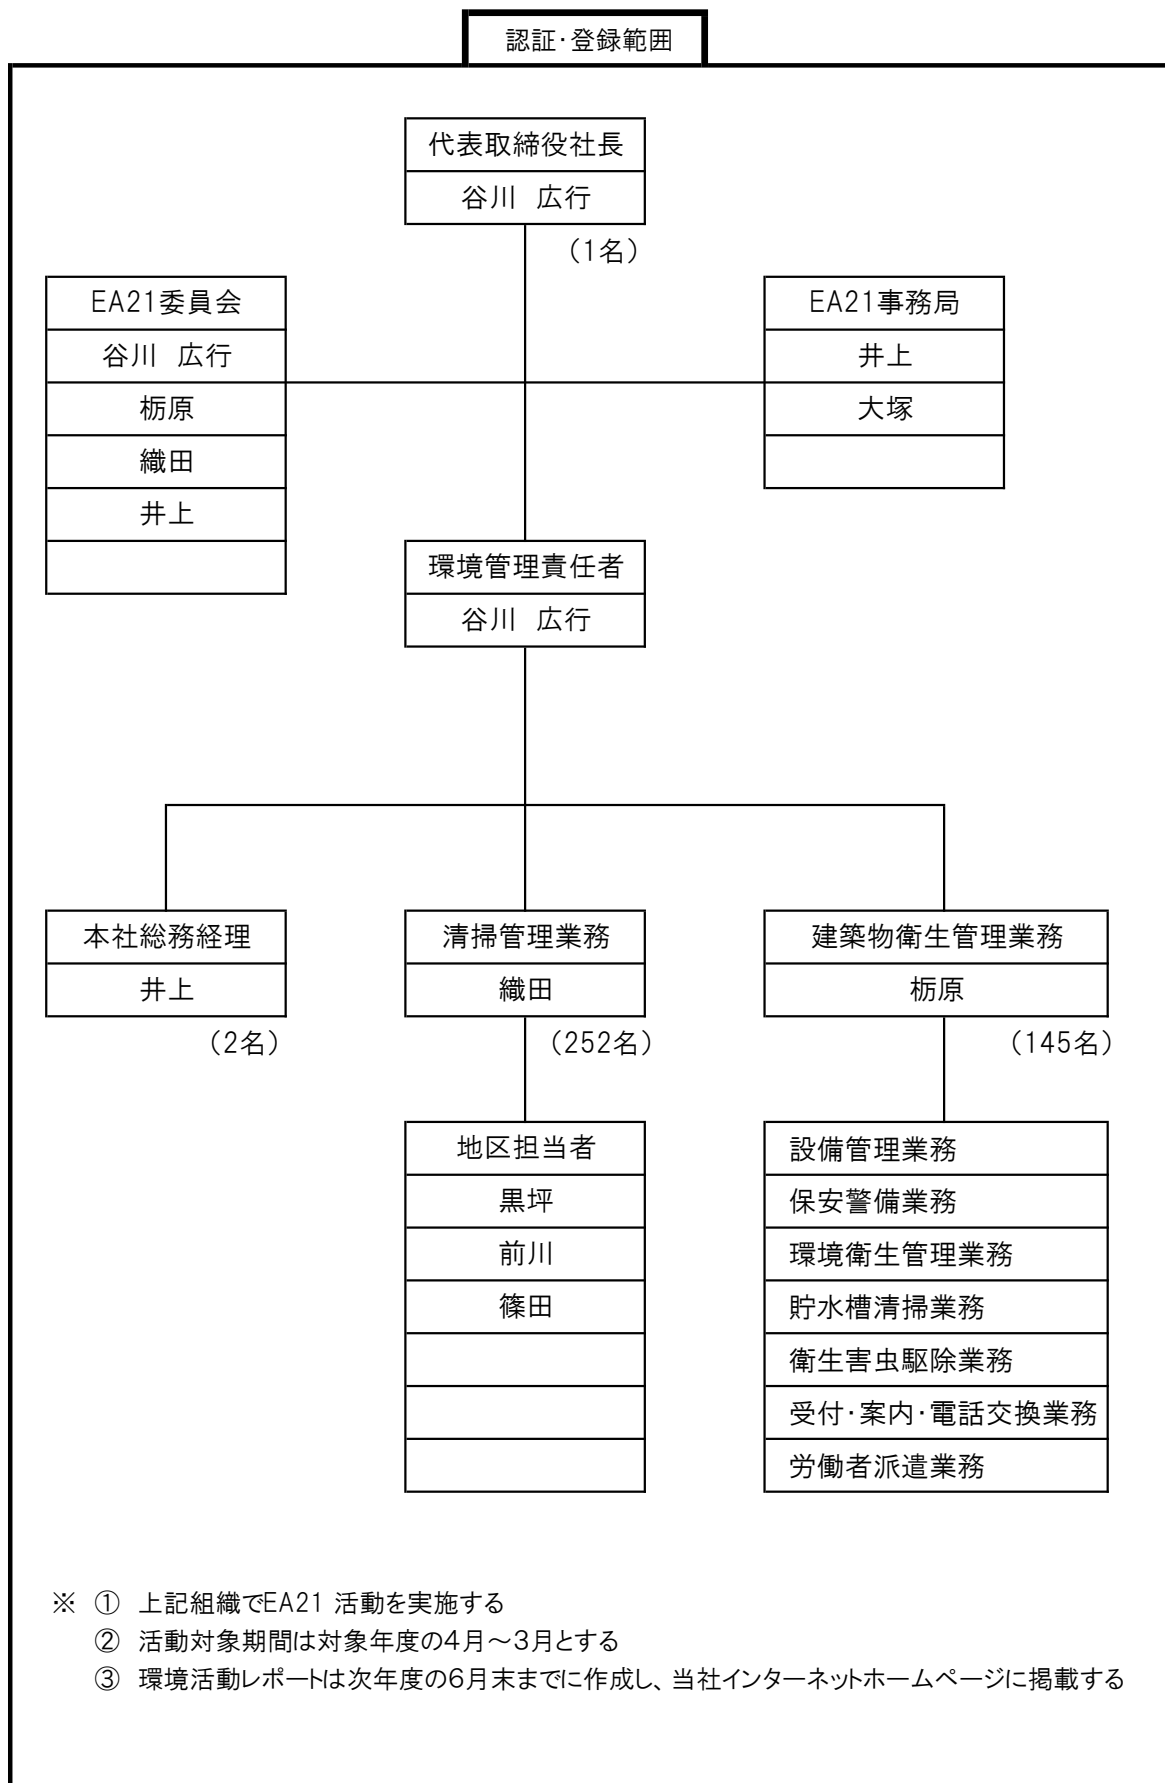 認証・登録範囲
代表取締役社長
谷川　広行
（1名）
EA21委員会
谷川　広行
栃原
織田
井上
EA21事務局
井上
大塚
環境管理責任者
谷川　広行
本社総務経理
井上
（2名）
清掃管理業務
織田
（252名）
建築物衛生管理業務
栃原
（145名）
地区担当者
黒坪
前川
篠田
設備管理業務
保安警備業務
環境衛生管理業務
貯水槽清掃業務
衛生害虫駆除業務
受付・案内・電話交換業務
労働者派遣業務
※ ① 上記組織でEA21 活動を実施する
② 活動対象期間は対象年度の4月～3月とする
③ 環境活動レポートは次年度の6月末までに作成し、当社インターネットホームページに掲載する